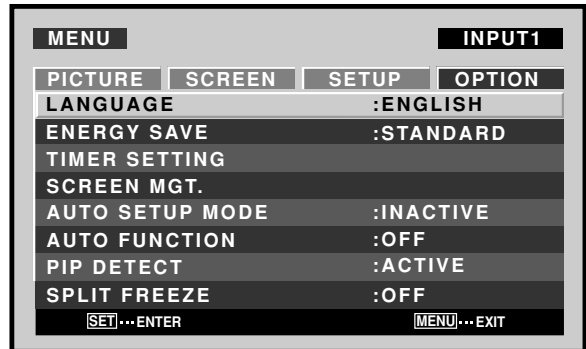 MENU INPUT1
PICTURE SCREEN SETUP OPTION
LANGUAGE :ENGLISH
ENERGY SAVE :STANDARD
TIMER SETTING
SCREEN MGT.
AUTO SETUP MODE :INACTIVE
AUTO FUNCTION :OFF
PIP DETECT :ACTIVE
SPLIT FREEZE :OFF
SET···ENTER MENU···EXIT